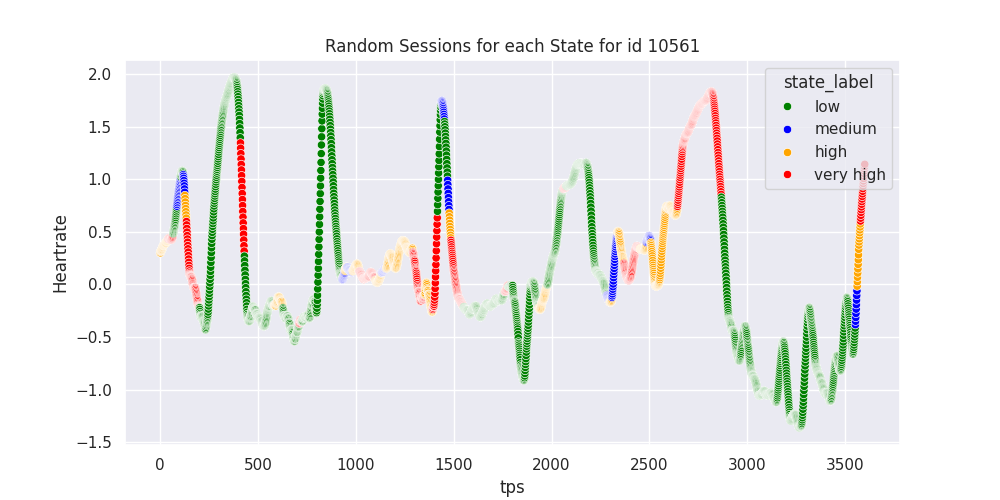 Random Sessions for each State for id 10561
state_label
low
medium
high
very high
Heartrate
2.0
1.5
1.0
0.5
0.0
−0.5
−1.0
−1.5
0
500
1000
1500
2000
2500
3000
3500
tps